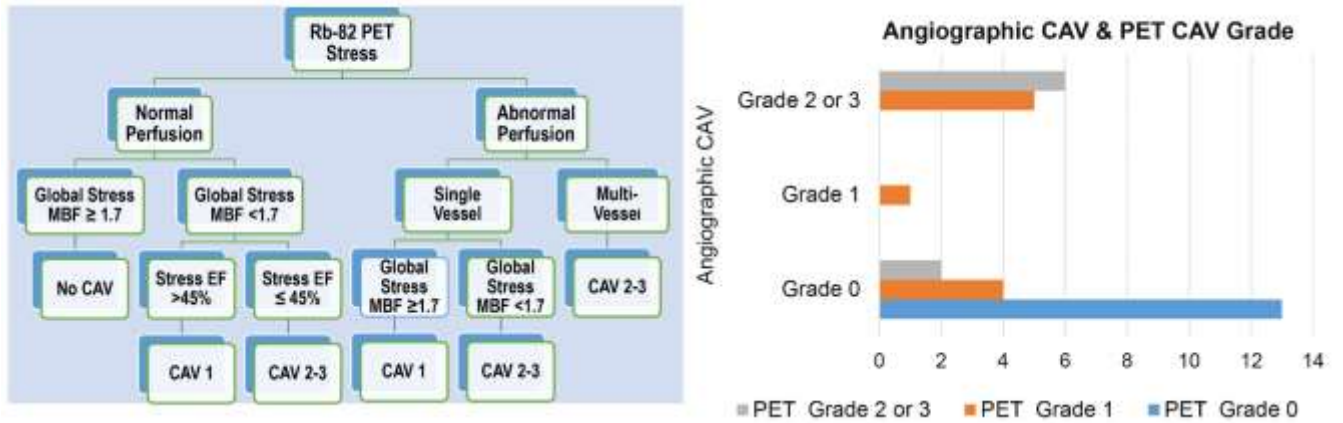 Rb-82 PET
Stress
Normal
Perfusion
Abnormal
Perfusion
Global Stress
MBF ≥ 1.7
Global Stress
MBF <1.7
Single
Vessel
Multi-
Vessel
No CAV
Stress EF
>45%
Stress EF
≤ 45%
Global
Stress
MBF ≥1.7
Global
Stress
MBF <1.7
CAV 2-3
CAV 1
CAV 2-3
CAV 1
CAV 2-3
Angiographic CAV & PET CAV Grade
Angiographic CAV
Grade 2 or 3
Grade 1
Grade 0
0 2 4 6 8 10 12 14
PET Grade 2 or 3 PET Grade 1 PET Grade 0